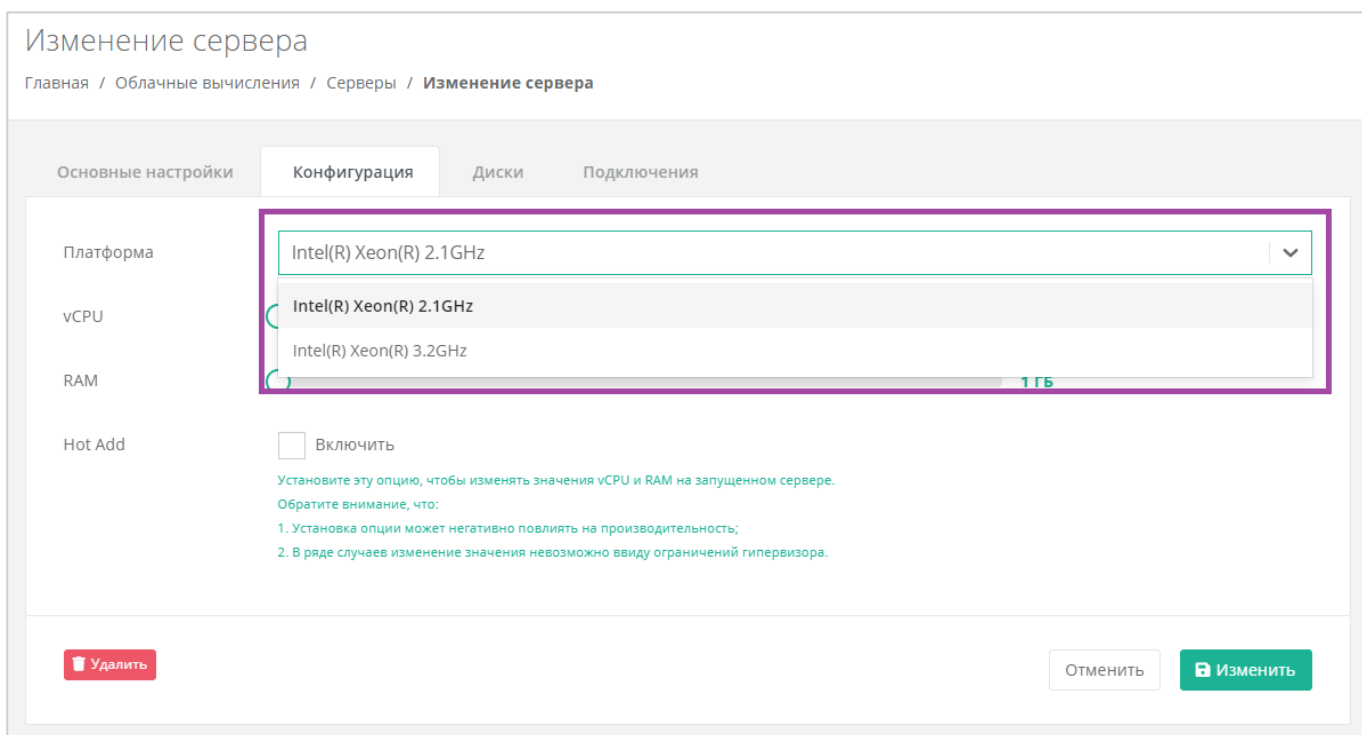 Изменение сервера
Главная / Облачные вычисления / Серверы / Изменение сервера
Основные настройки Конфигурация Диски Подключения
Платформа Intel(R) Xeon(R) 2.1GHz
Intel(R) Xeon(R) 2.1GHz
vCPU
Intel(R) Xeon(R) 3.2GHz
RAM 1 ГБ
Hot Add Включить
Установите эту опцию, чтобы изменять значения vCPU и RAM на запущенном сервере.
Обратите внимание, что:
1. Установка опции может негативно повлиять на производительность;
2. В ряде случаев изменение значения невозможно ввиду ограничений гипервизора.
Удалить Отменить Изменить